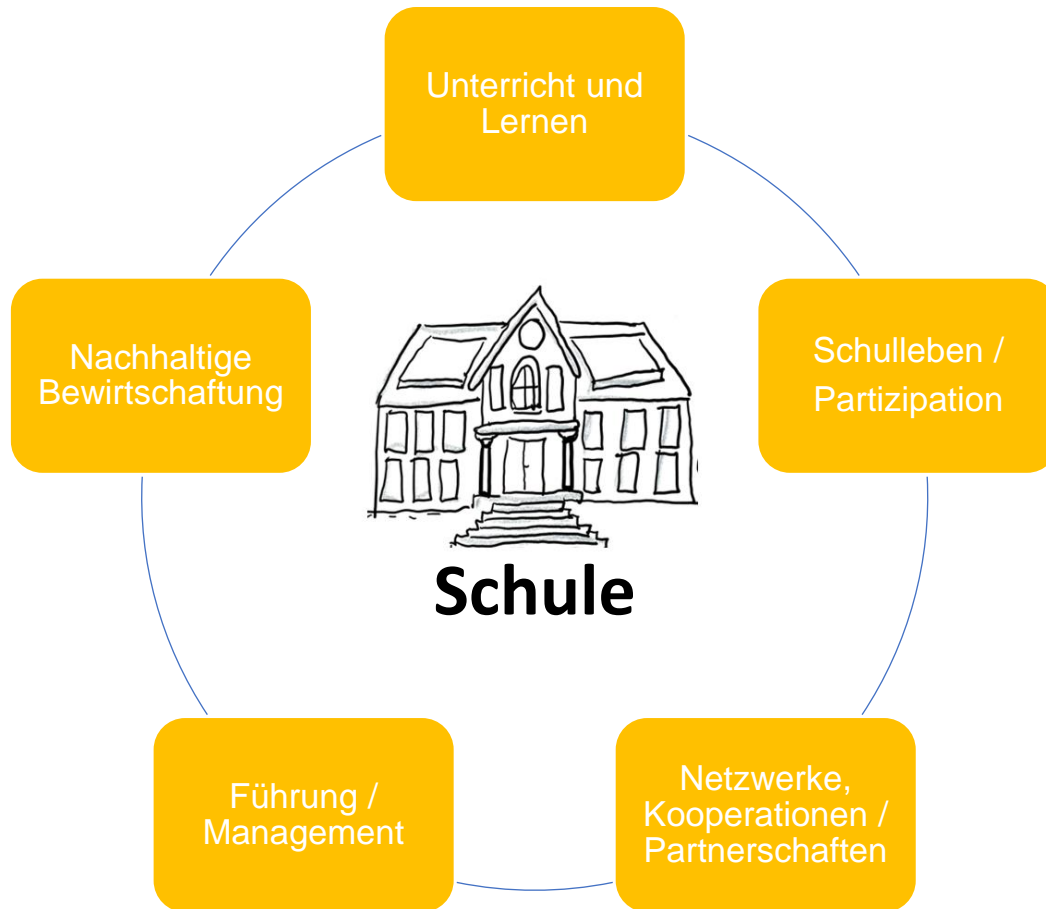 Unterricht und
Lernen
Nachhaltige
Bewirtschaftung
Schulleben /
Partizipation
Schule
Führung /
Management
Netzwerke,
Kooperationen /
Partnerschaften